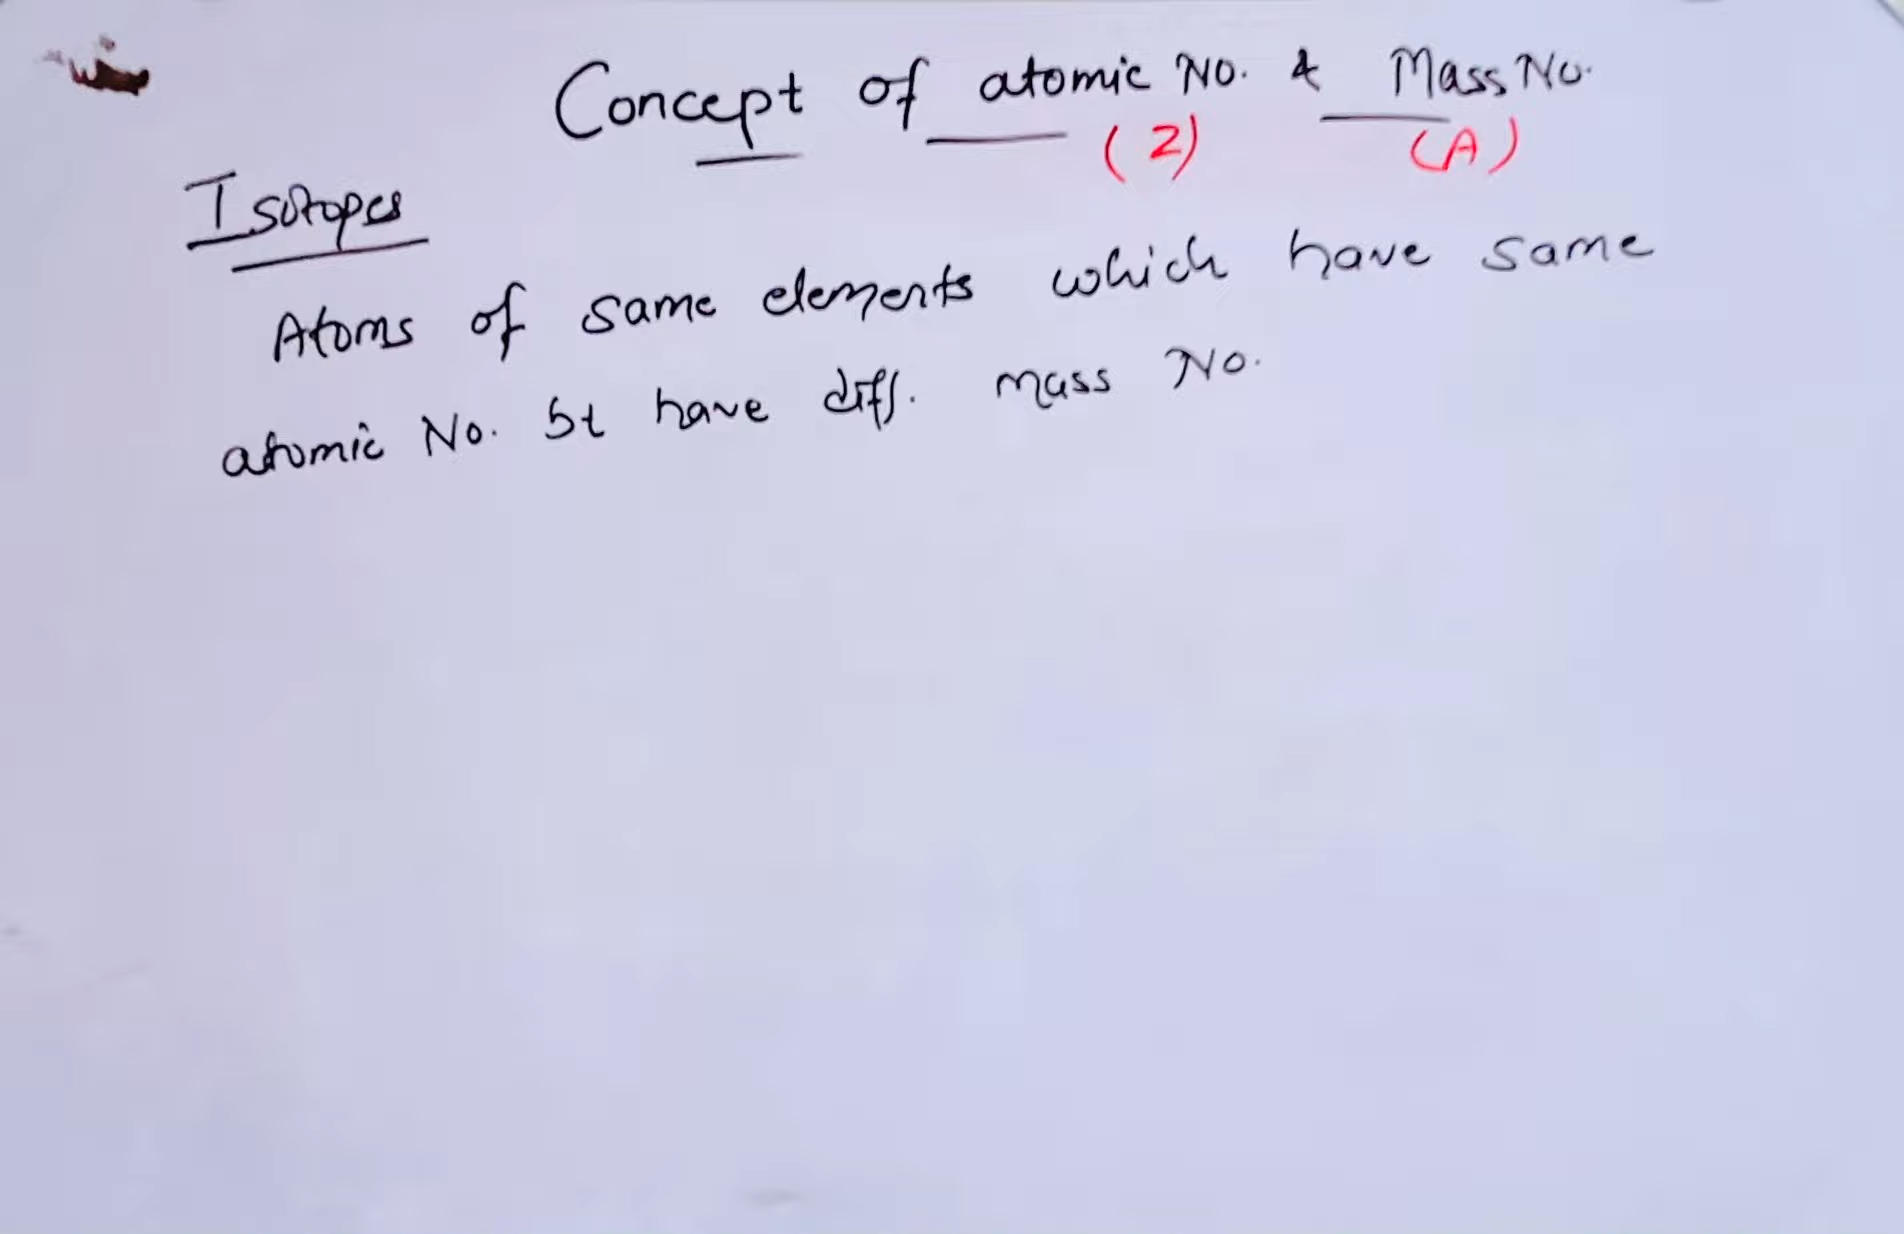 Concept of atomic No. & Mass No.
(Z) (A)
Isotopes
Atoms of same elements which have same
atomic No. bt have diff. mass No.